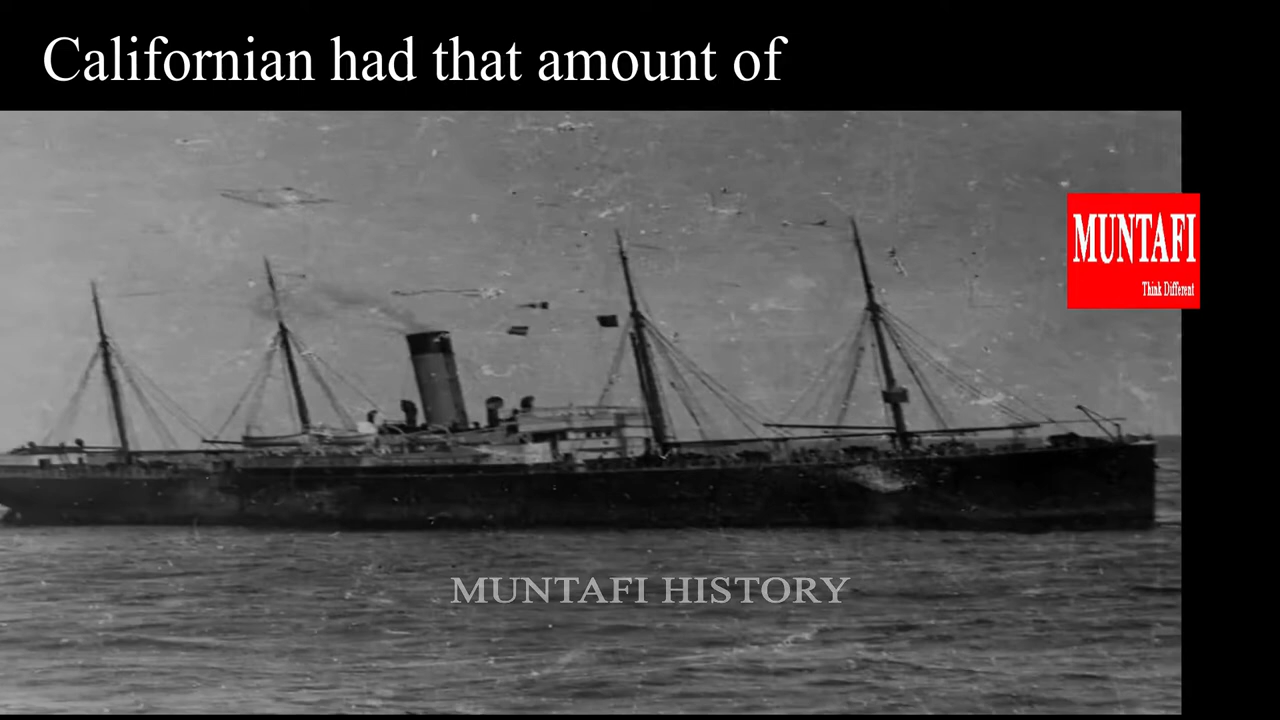 Californian had that amount of
MUNTAFI
Think Different
MUNTAFI HISTORY